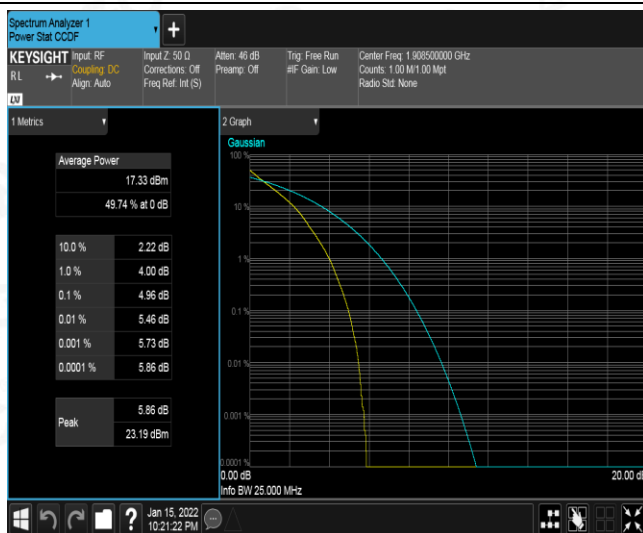 Spectrum Analyzer 1
Power Stat CCDF
+
KEYSIGHT
RL
LXI
Input: RF
Coupling: DC
Align: Auto
Input Z: 50 Ω
Corrections: Off
Freq Ref: Int (S)
Atten: 46 dB
Preamp: Off
Trig: Free Run
#IF Gain: Low
Center Freq: 1.908500000 GHz
Counts: 1.00 M/1.00 Mpt
Radio Std: None
1 Metrics
Average Power
17.33 dBm
49.74 % at 0 dB
10.0 % 2.22 dB
1.0 % 4.00 dB
0.1 % 4.96 dB
0.01 % 5.46 dB
0.001 % 5.73 dB
0.0001 % 5.86 dB
Peak
5.86 dB
23.19 dBm
2 Graph
Gaussian
100 %
10 %
1 %
0.1 %
0.01 %
0.001 %
0.0001 %
0.00 dB 20.00 dB
Info BW 25.000 MHz
?
Jan 15, 2022
10:21:22 PM